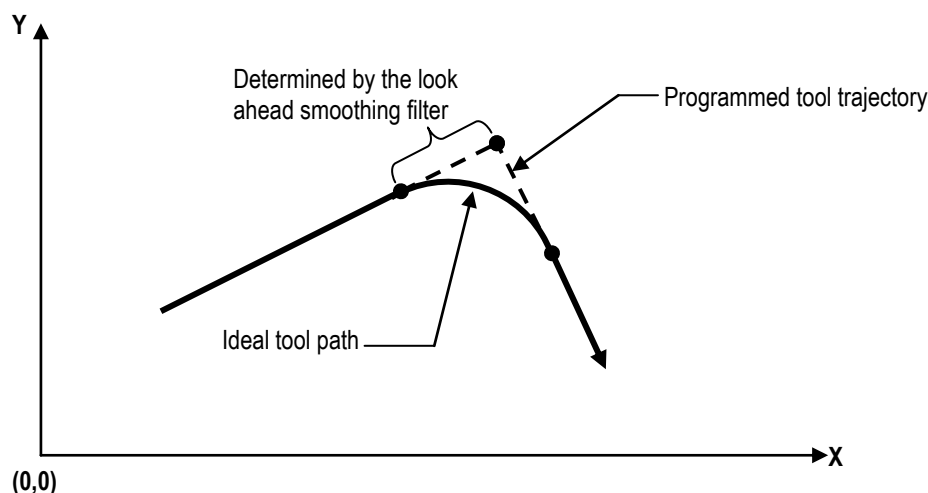 Y
Determined by the look
ahead smoothing filter
Programmed tool trajectory
Ideal tool path
X
(0,0)